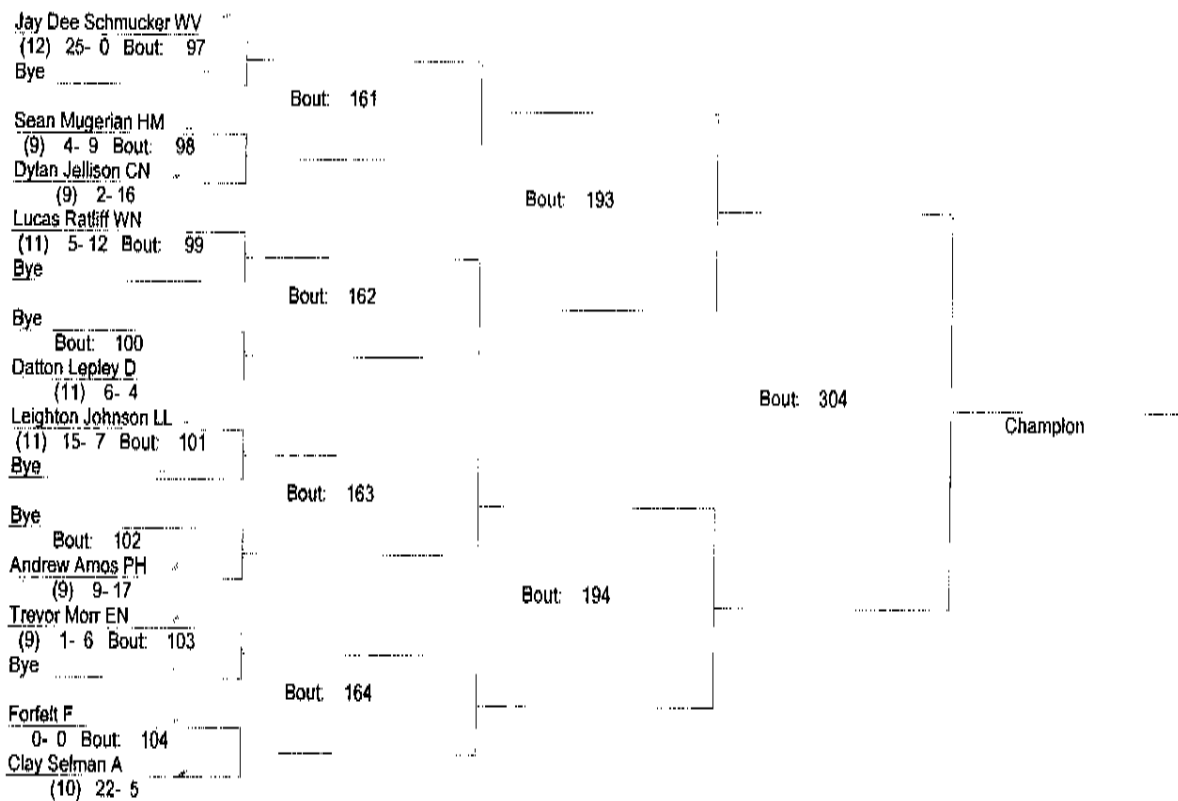 Jay Dee Schmucker WV
(12) 25- 0 Bout: 97
Bye
Bout: 161
Sean Mugerian HM
(9) 4- 9 Bout: 98
Dylan Jellison CN
(9) 2-16
Bout: 193
Lucas Ratliff WN
(11) 5-12 Bout: 99
Bye
Bout: 162
Bye
Bout: 100
Datton Lepley D
(11) 6- 4
Bout: 304
Leighton Johnson LL
(11) 15- 7 Bout: 101
Bye
Champion
Bout: 163
Bye
Bout: 102
Andrew Amos PH
(9) 9-17
Bout: 194
Trevor Morr EN
(9) 1- 6 Bout: 103
Bye
Bout: 164
Forfeit F
0- 0 Bout: 104
Clay Selman A
(10) 22- 5